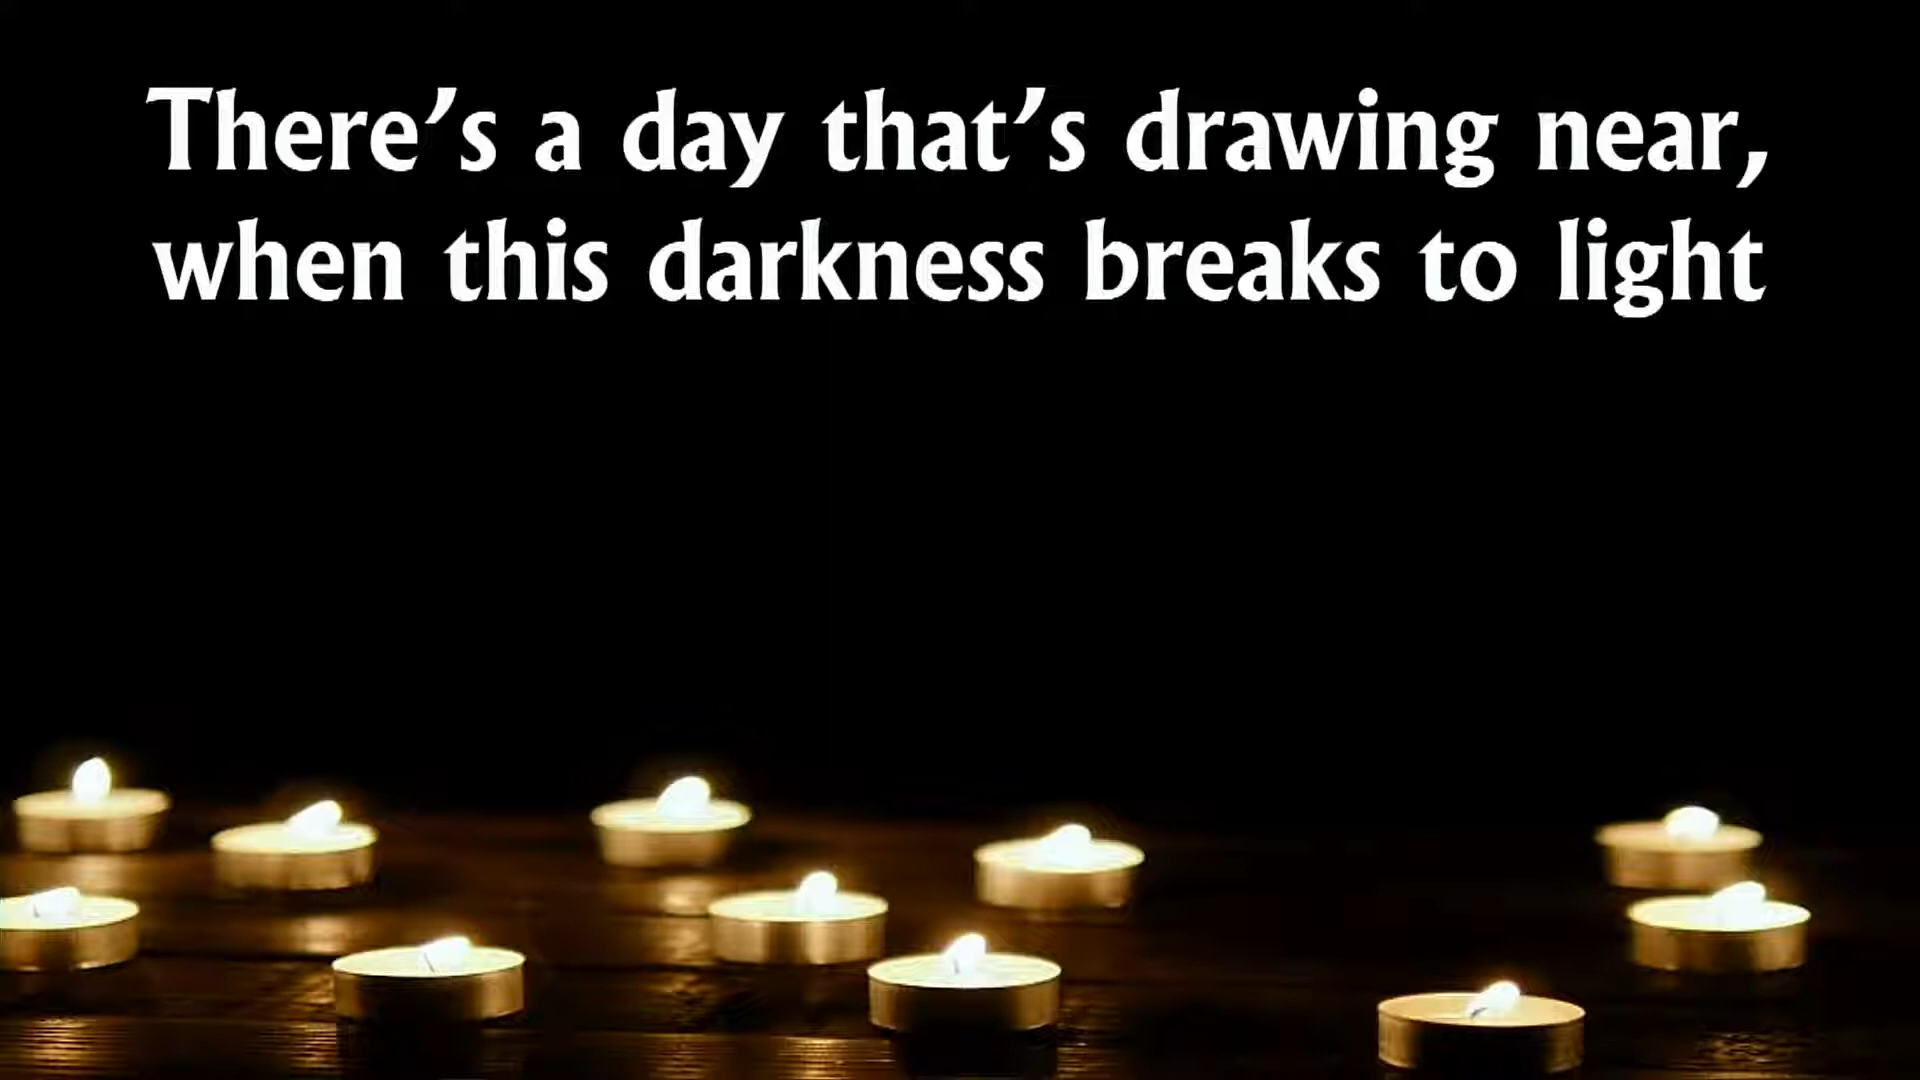 There’s a day that’s drawing near,
when this darkness breaks to light